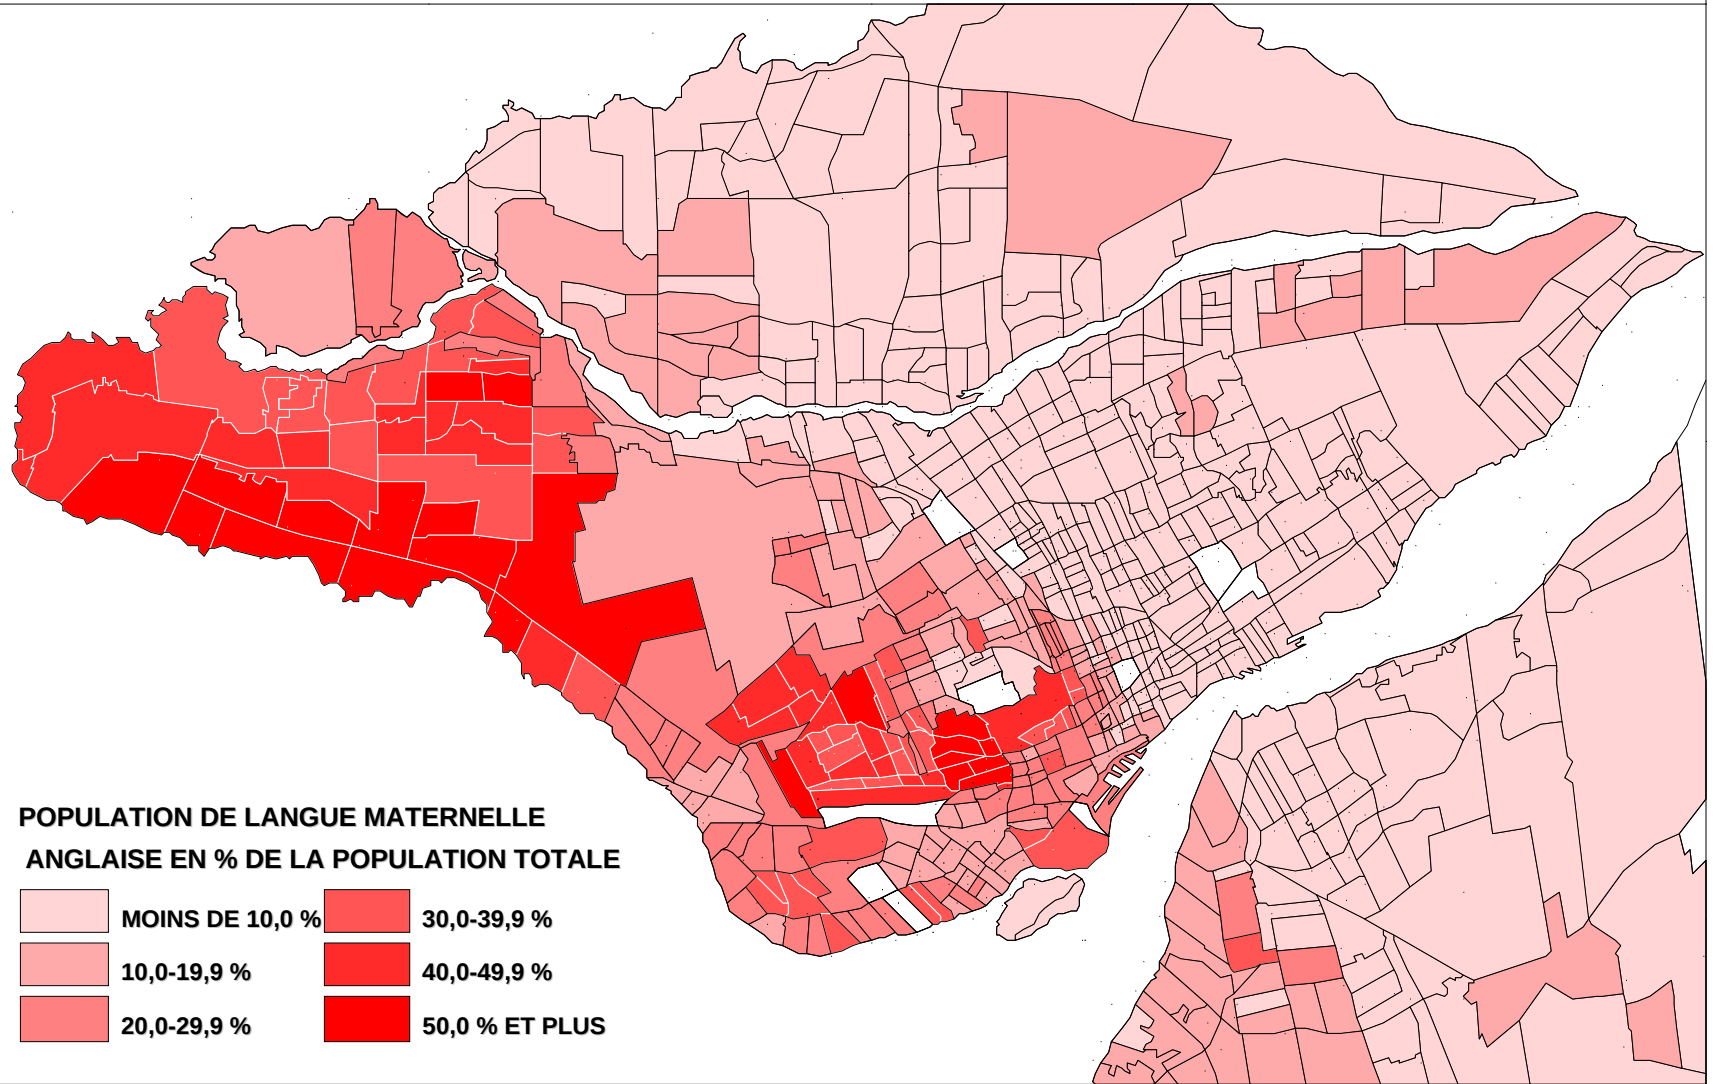 POPULATION DE LANGUE MATERNELLE
ANGLAISE EN % DE LA POPULATION TOTALE
MOINS DE 10,0 %
10,0-19,9 %
20,0-29,9 %
30,0-39,9 %
40,0-49,9 %
50,0 % ET PLUS